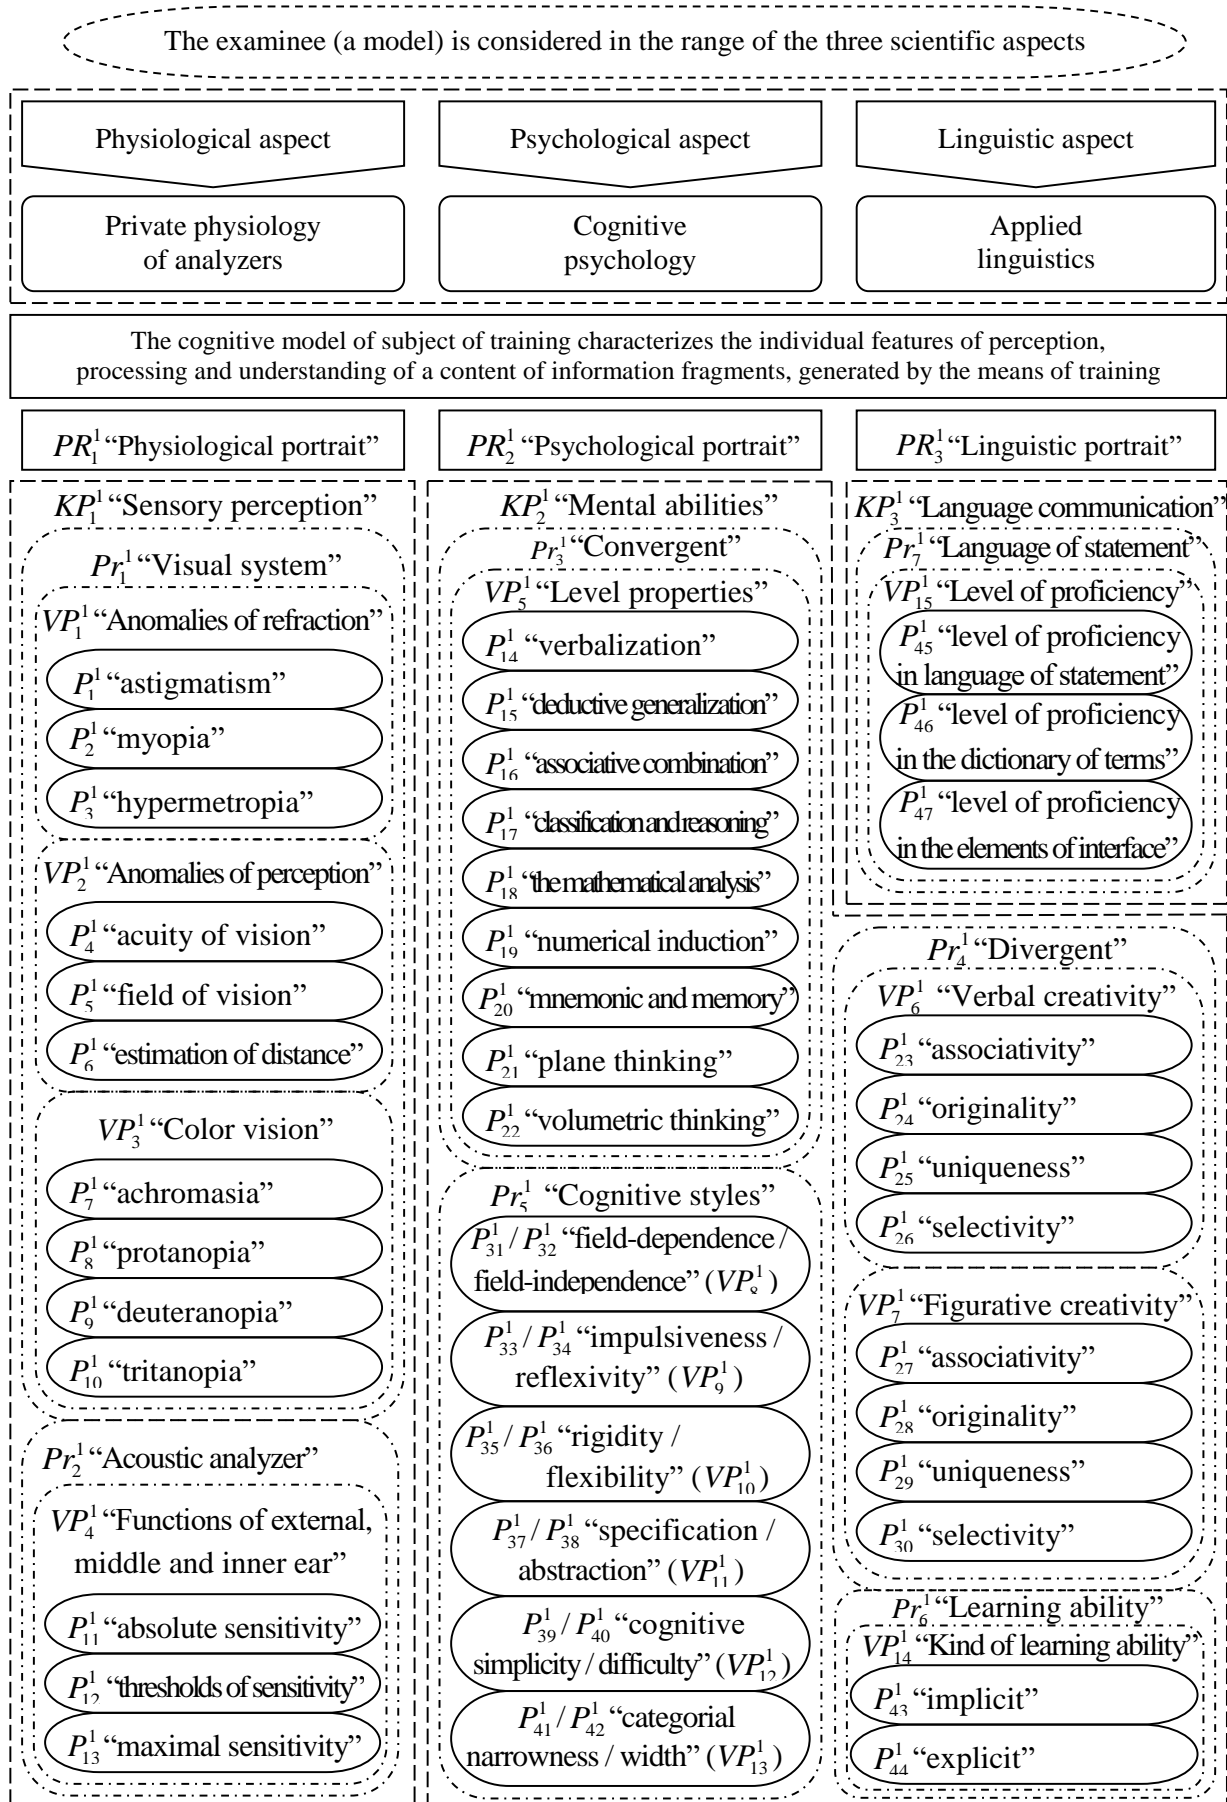 The examinee (a model) is considered in the range of the three scientific aspects
Physiological aspect
Psychological aspect
Linguistic aspect
Private physiology
of analyzers
Cognitive
psychology
Applied
linguistics
The cognitive model of subject of training characterizes the individual features of perception,
processing and understanding of a content of information fragments, generated by the means of training
PR₁¹ “Physiological portrait”
PR₂¹ “Psychological portrait”
PR₃¹ “Linguistic portrait”
KP₁¹ “Sensory perception”
Pr₁¹ “Visual system”
VP₁¹ “Anomalies of refraction”
P₁¹ “astigmatism”
P₂¹ “myopia”
P₃¹ “hypermetropia”
VP₂¹ “Anomalies of perception”
P₄¹ “acuity of vision”
P₅¹ “field of vision”
P₆¹ “estimation of distance”
VP₃¹ “Color vision”
P₇¹ “achromasia”
P₈¹ “protanopia”
P₉¹ “deuteranopia”
P₁₀¹ “tritanopia”
Pr₂¹ “Acoustic analyzer”
VP₄¹ “Functions of external,
middle and inner ear”
P₁₁¹ “absolute sensitivity”
P₁₂¹ “thresholds of sensitivity”
P₁₃¹ “maximal sensitivity”
KP₂¹ “Mental abilities”
Pr₃¹ “Convergent”
VP₅¹ “Level properties”
P₁₄¹ “verbalization”
P₁₅¹ “deductive generalization”
P₁₆¹ “associative combination”
P₁₇¹ “classification and reasoning”
P₁₈¹ “the mathematical analysis”
P₁₉¹ “numerical induction”
P₂₀¹ “mnemonic and memory”
P₂₁¹ “plane thinking”
P₂₂¹ “volumetric thinking”
Pr₅¹ “Cognitive styles”
P₃₁¹ / P₃₂¹ “field-dependence /
field-independence” (VP₈¹)
P₃₃¹ / P₃₄¹ “impulsiveness /
reflexivity” (VP₉¹)
P₃₅¹ / P₃₆¹ “rigidity /
flexibility” (VP₁₀¹)
P₃₇¹ / P₃₈¹ “specification /
abstraction” (VP₁₁¹)
P₃₉¹ / P₄₀¹ “cognitive
simplicity / difficulty” (VP₁₂¹)
P₄₁¹ / P₄₂¹ “categorial
narrowness / width” (VP₁₃¹)
KP₃¹ “Language communication”
Pr₇¹ “Language of statement”
VP₁₅¹ “Level of proficiency”
P₄₅¹ “level of proficiency
in language of statement”
P₄₆¹ “level of proficiency
in the dictionary of terms”
P₄₇¹ “level of proficiency
in the elements of interface”
Pr₄¹ “Divergent”
VP₆¹ “Verbal creativity”
P₂₃¹ “associativity”
P₂₄¹ “originality”
P₂₅¹ “uniqueness”
P₂₆¹ “selectivity”
VP₇¹ “Figurative creativity”
P₂₇¹ “associativity”
P₂₈¹ “originality”
P₂₉¹ “uniqueness”
P₃₀¹ “selectivity”
Pr₆¹ “Learning ability”
VP₁₄¹ “Kind of learning ability”
P₄₃¹ “implicit”
P₄₄¹ “explicit”